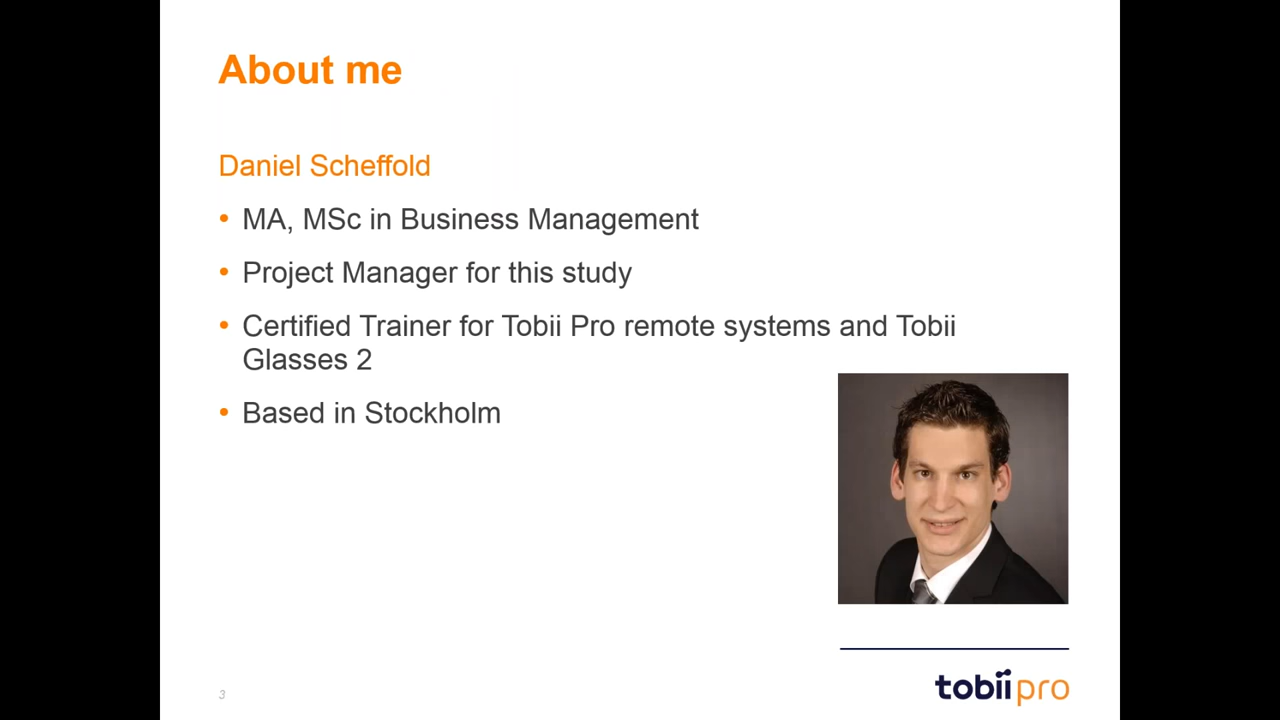 About me
Daniel Scheffold
• MA, MSc in Business Management
• Project Manager for this study
• Certified Trainer for Tobii Pro remote systems and Tobii
Glasses 2
• Based in Stockholm
3
tobii pro